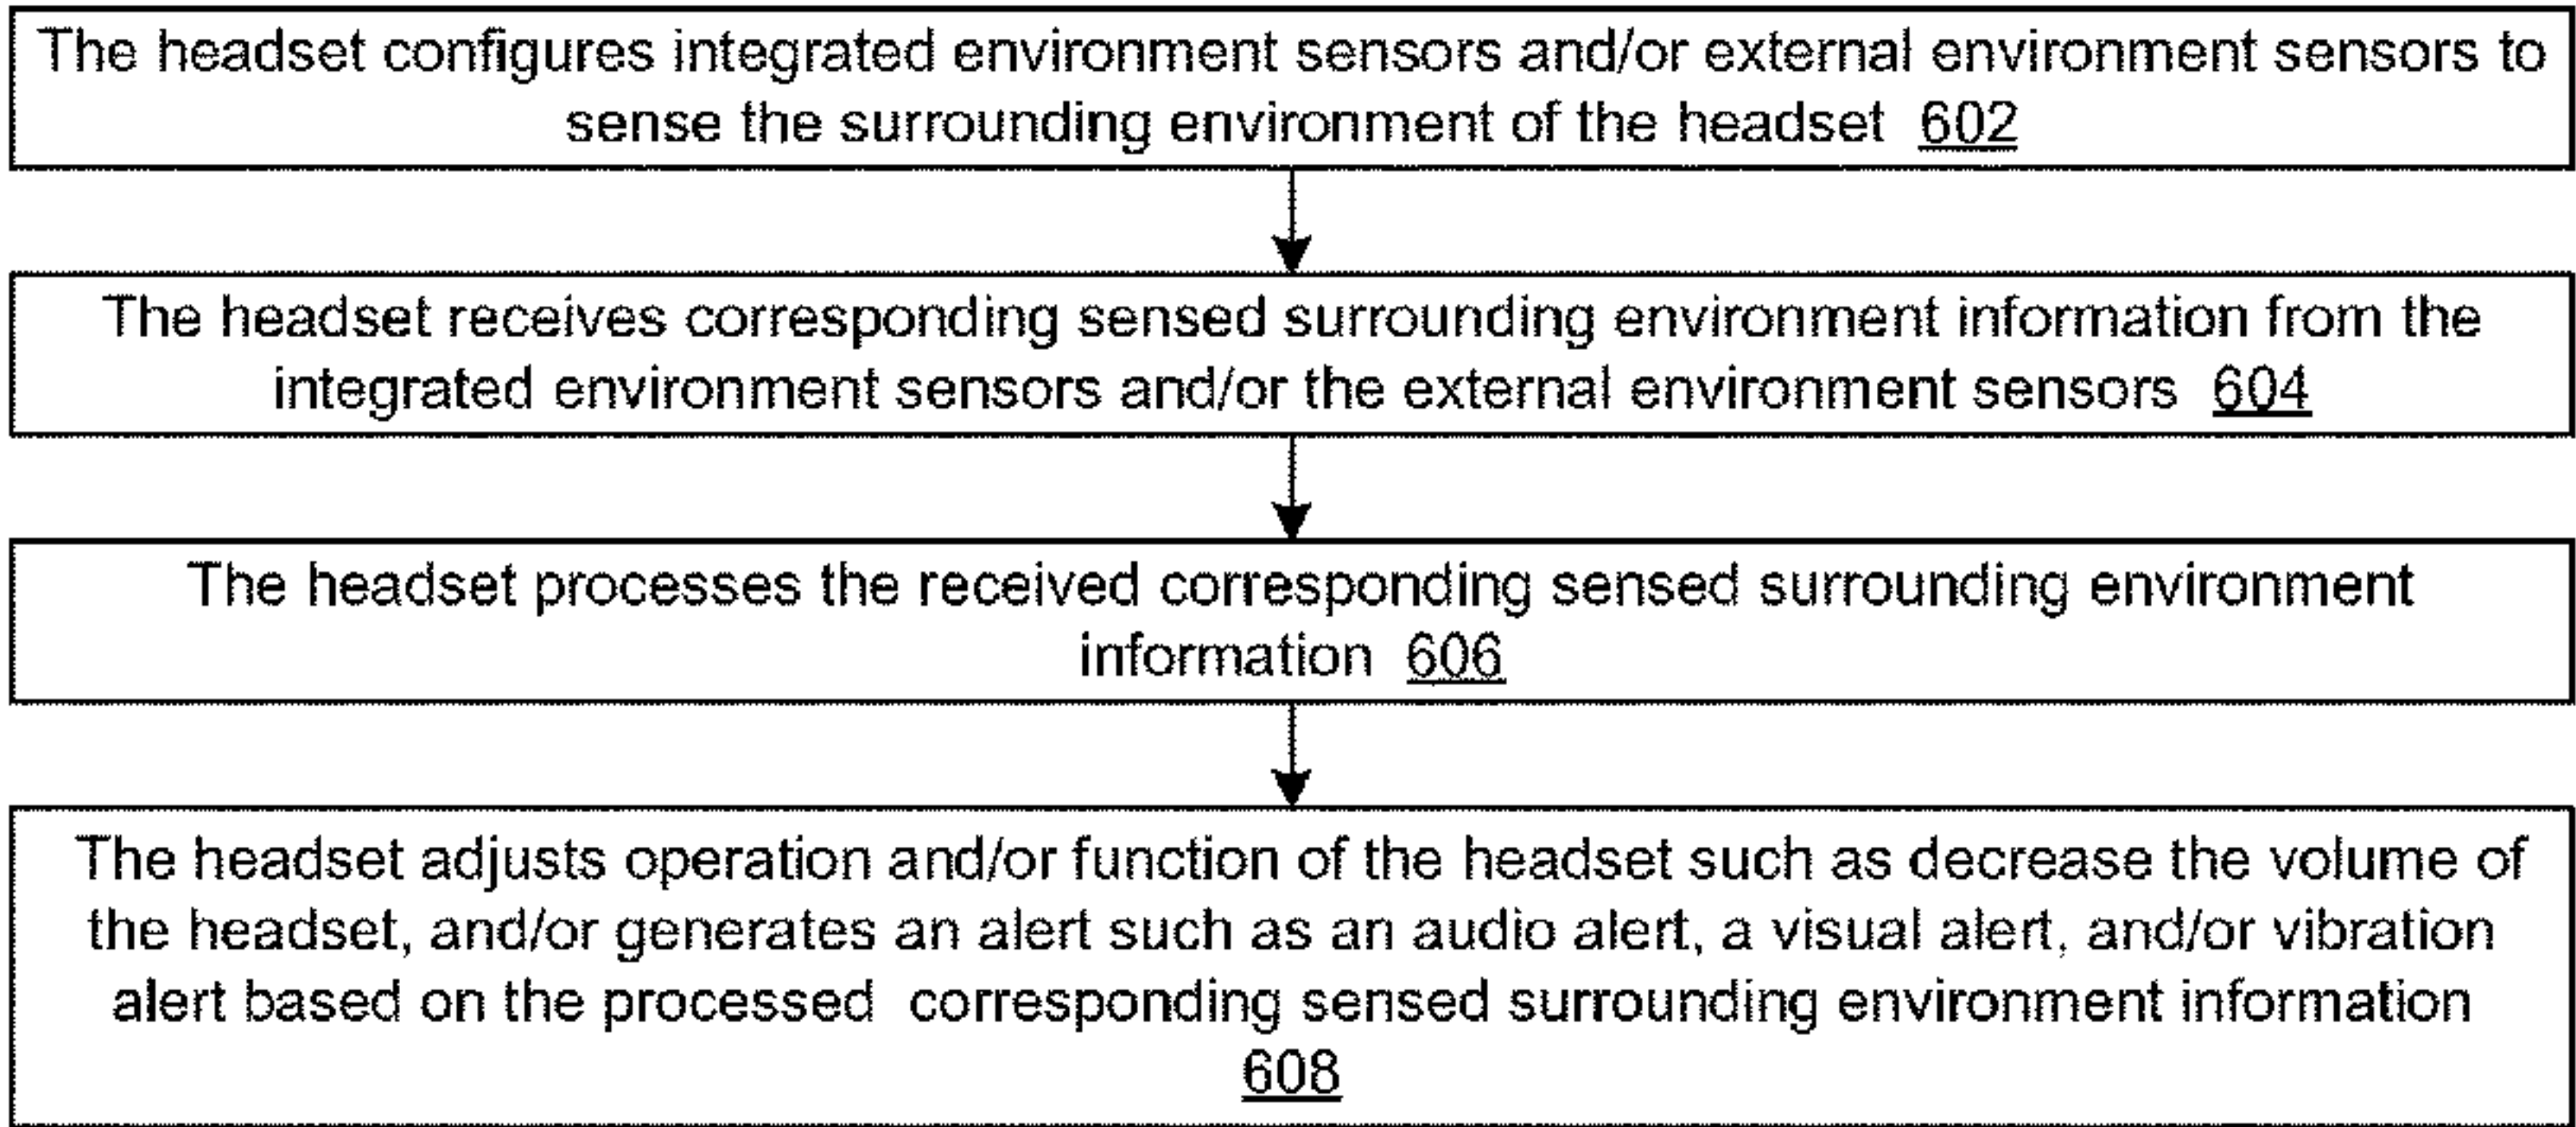 The headset configures integrated environment sensors and/or external environment sensors to
sense the surrounding environment of the headset 602
The headset receives corresponding sensed surrounding environment information from the
integrated environment sensors and/or the external environment sensors 604
The headset processes the received corresponding sensed surrounding environment
information 606
The headset adjusts operation and/or function of the headset such as decrease the volume of
the headset, and/or generates an alert such as an audio alert, a visual alert, and/or vibration
alert based on the processed corresponding sensed surrounding environment information
608